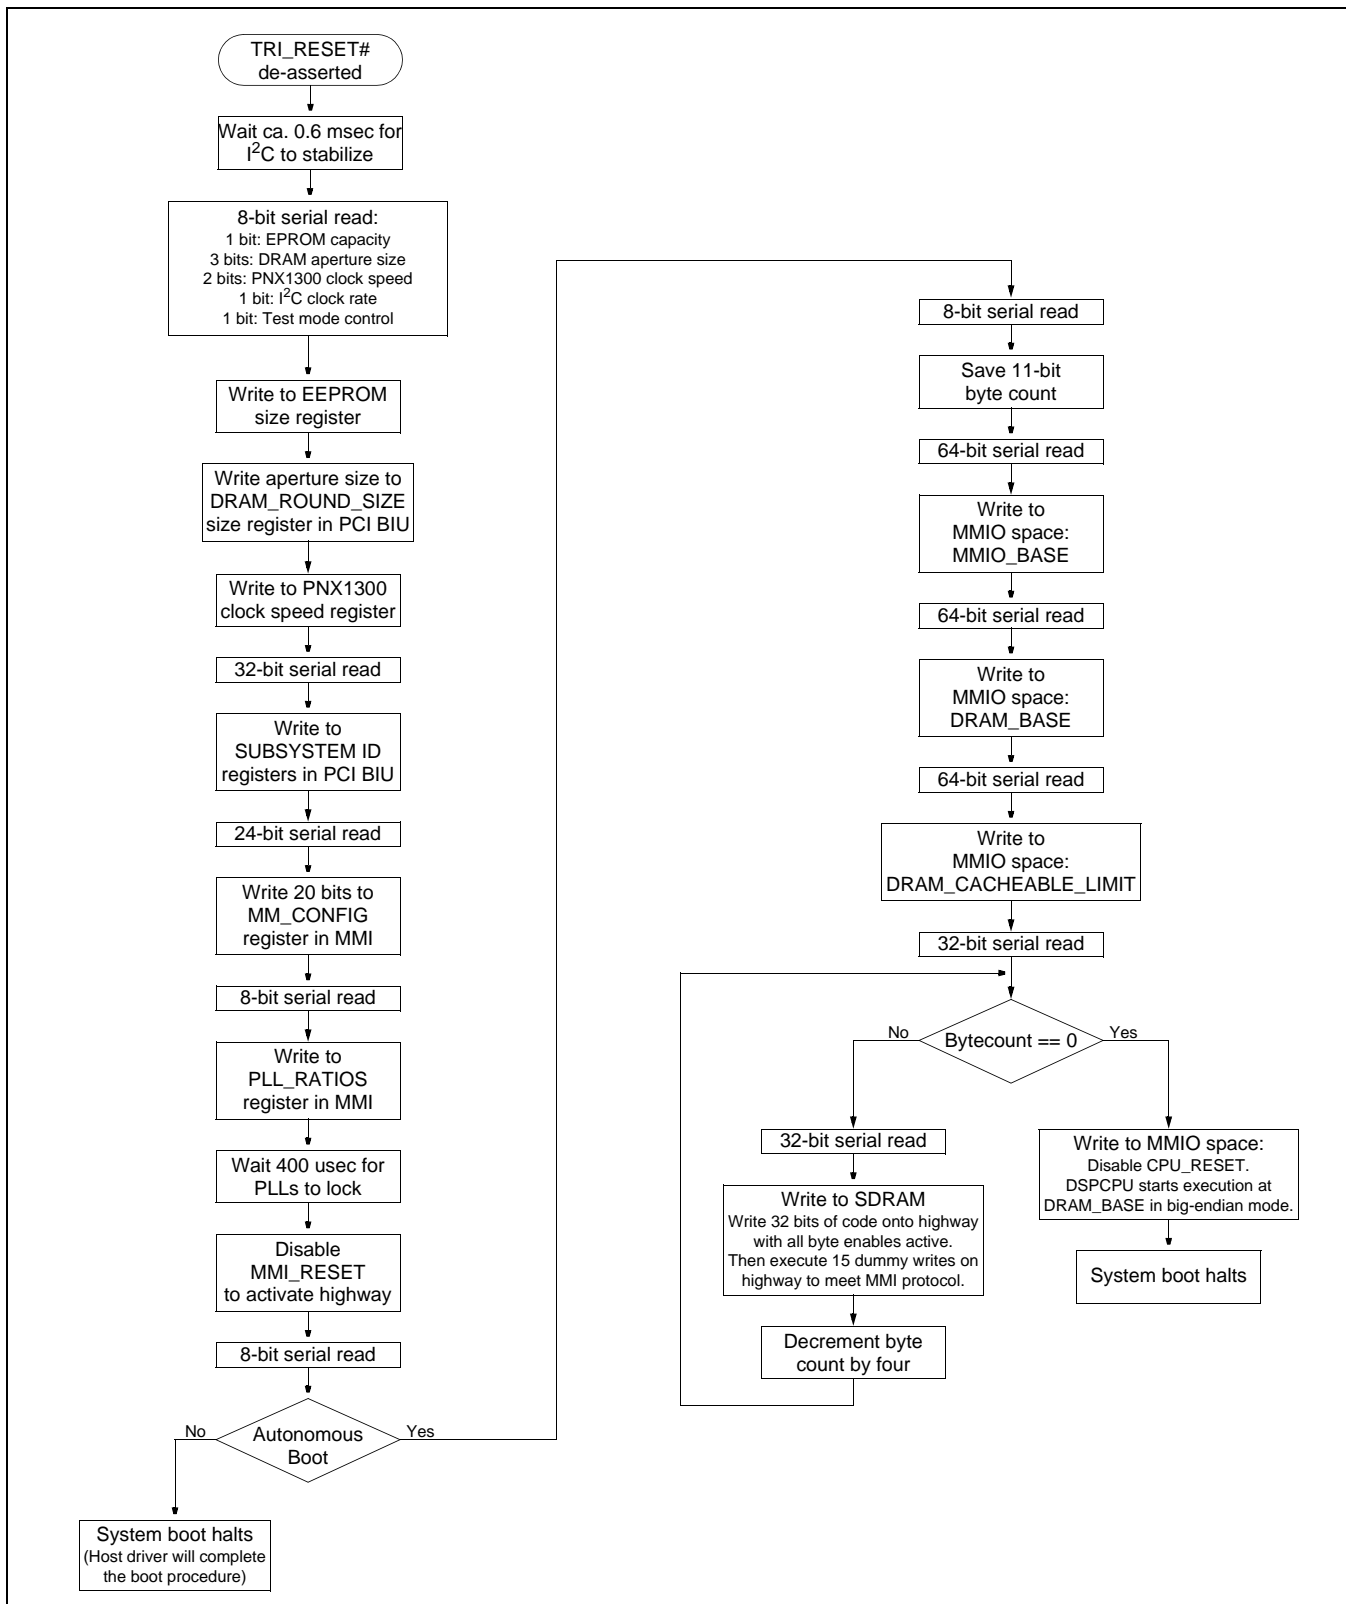 TRI_RESET#
de-asserted
Wait ca. 0.6 msec for
I²C to stabilize
8-bit serial read:
1 bit: EPROM capacity
3 bits: DRAM aperture size
2 bits: PNX1300 clock speed
1 bit: I²C clock rate
1 bit: Test mode control
Write to EEPROM
size register
Write aperture size to
DRAM_ROUND_SIZE
size register in PCI BIU
Write to PNX1300
clock speed register
32-bit serial read
Write to
SUBSYSTEM ID
registers in PCI BIU
24-bit serial read
Write 20 bits to
MM_CONFIG
register in MMI
8-bit serial read
Write to
PLL_RATIOS
register in MMI
Wait 400 usec for
PLLs to lock
Disable
MMI_RESET
to activate highway
8-bit serial read
No
Autonomous
Boot
Yes
System boot halts
(Host driver will complete
the boot procedure)
8-bit serial read
Save 11-bit
byte count
64-bit serial read
Write to
MMIO space:
MMIO_BASE
64-bit serial read
Write to
MMIO space:
DRAM_BASE
64-bit serial read
Write to
MMIO space:
DRAM_CACHEABLE_LIMIT
32-bit serial read
No
Bytecount == 0
Yes
32-bit serial read
Write to SDRAM
Write 32 bits of code onto highway
with all byte enables active.
Then execute 15 dummy writes on
highway to meet MMI protocol.
Decrement byte
count by four
Write to MMIO space:
Disable CPU_RESET.
DSPCPU starts execution at
DRAM_BASE in big-endian mode.
System boot halts